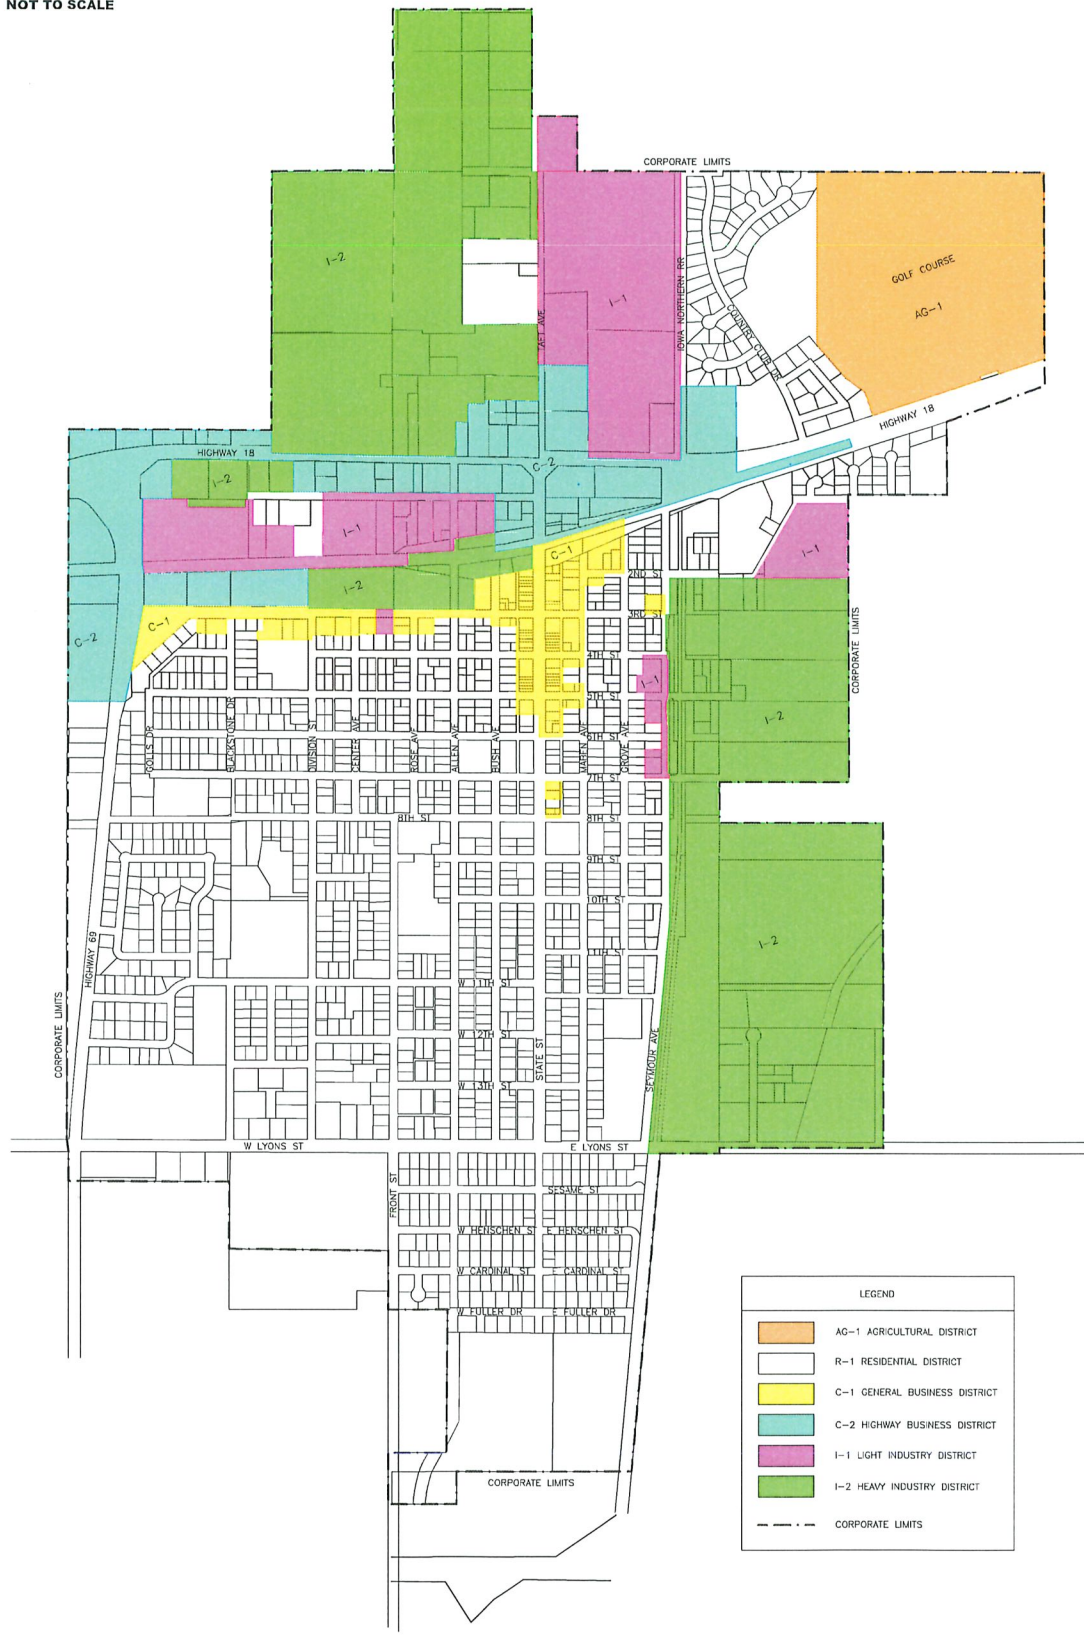 NOT TO SCALE
CORPORATE LIMITS
I-2
I-1
TAFT AVE
IOWA NORTHERN RR
COUNTRY CLUB DR
GOLF COURSE
AG-1
HIGHWAY 18
HIGHWAY 18
C-2
I-2
I-1
C-1
I-1
I-2
2ND ST
3RD ST
C-1
C-2
CORPORATE LIMITS
4TH ST
I-1
5TH ST
I-2
6TH ST
GOLLS DR
BLACKSTONE DR
DIVISION ST
CENTER AVE
ROSE AVE
ALLEN AVE
BUSH AVE
MABEN AVE
GROVE AVE
7TH ST
8TH ST
8TH ST
9TH ST
10TH ST
I-2
11TH ST
HIGHWAY 69
W 11TH ST
CORPORATE LIMITS
W 12TH ST
STATE ST
SEYMOUR AVE
W 13TH ST
W LYONS ST
E LYONS ST
FRONT ST
SESAME ST
W HENSCHEN ST
E HENSCHEN ST
W CARDINAL ST
E CARDINAL ST
W FULLER DR
E FULLER DR
CORPORATE LIMITS
LEGEND
AG-1 AGRICULTURAL DISTRICT
R-1 RESIDENTIAL DISTRICT
C-1 GENERAL BUSINESS DISTRICT
C-2 HIGHWAY BUSINESS DISTRICT
I-1 LIGHT INDUSTRY DISTRICT
I-2 HEAVY INDUSTRY DISTRICT
CORPORATE LIMITS